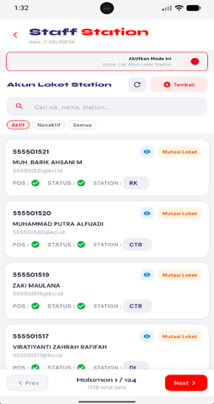 1:32
Staff Station
Halo, IT HELPDESK
Aktifkan Mode Ini
Untuk Cek Akun Loket Station
Akun Loket Station
Tambah
Cari nik, nama, station...
Aktif Nonaktif Semua
555501521 Mutasi Loket
MUH. BARIK AHSANI M
555501521@kci.id
POS : STATUS : STATION : RK
555501520 Mutasi Loket
MUHAMMAD PUTRA ALFUADI
555501520@kci.id
POS : STATUS : STATION : CTR
555501519 Mutasi Loket
ZAKI MAULANA
555501519@kci.id
POS : STATUS : STATION : CTR
555501517 Mutasi Loket
VIRATIYANTI ZAHRAH RAFIFAH
555501517@kci.id
POS : STATUS : STATION : DI
< Prev
Halaman 1 / 124
1238 total data
Next >